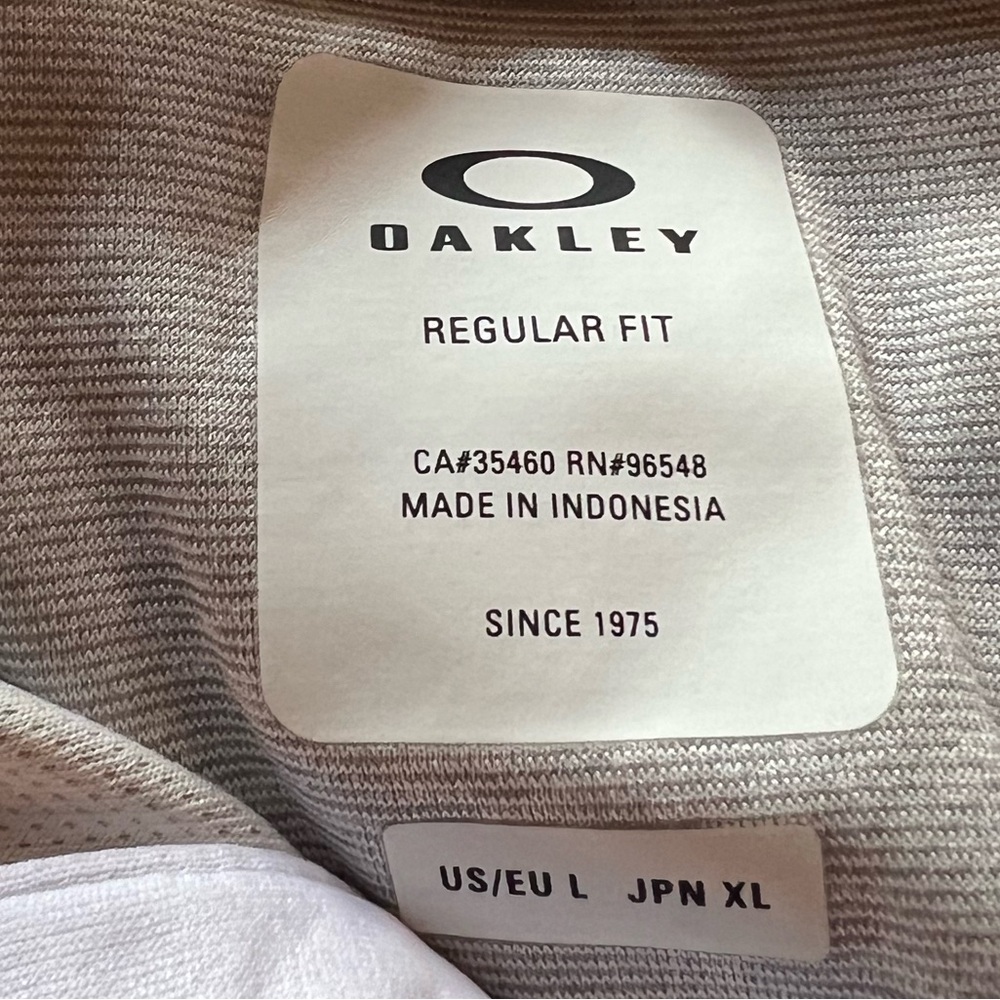 OAKLEY
REGULAR FIT
CA#35460 RN#96548
MADE IN INDONESIA
SINCE 1975
US/EU L JPN XL